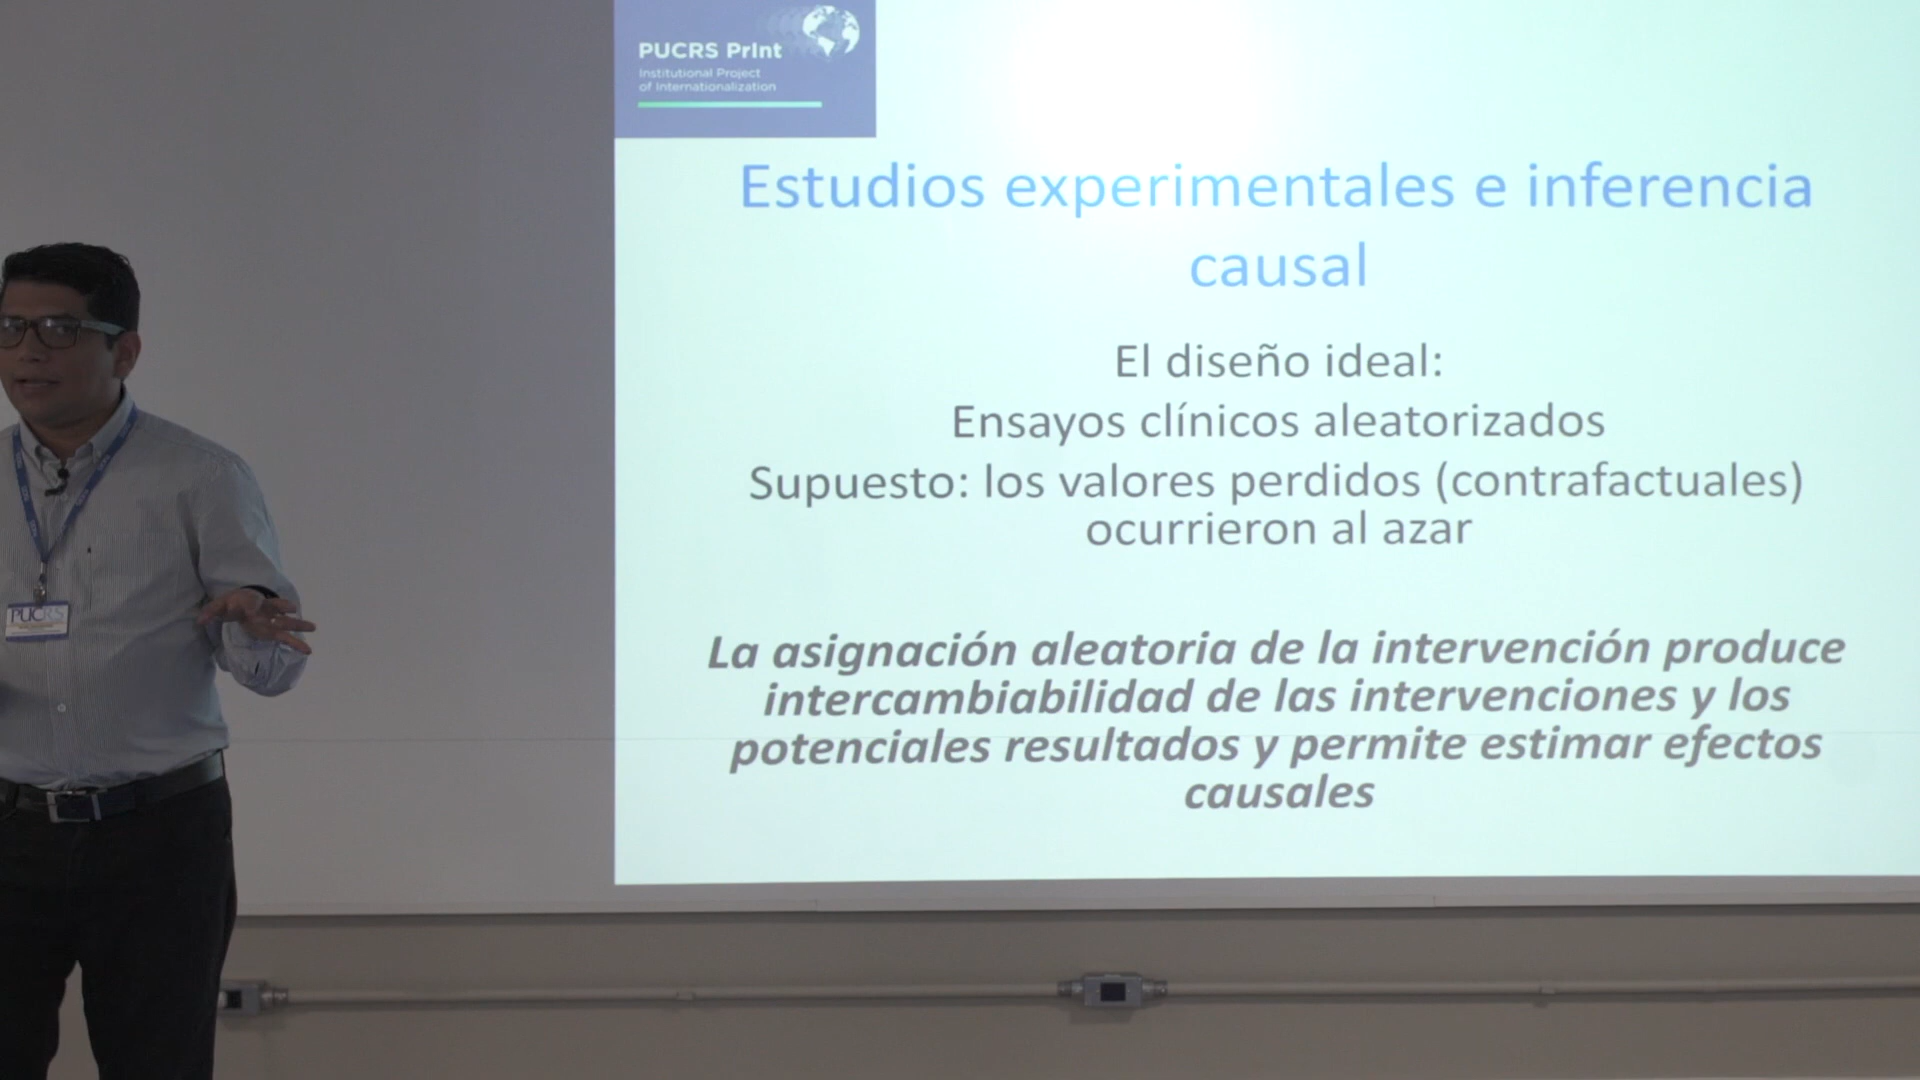 PUCRS PrInt
Institutional Project
of Internationalization
Estudios experimentales e inferencia
causal
El diseño ideal:
Ensayos clínicos aleatorizados
Supuesto: los valores perdidos (contrafactuales)
ocurrieron al azar
La asignación aleatoria de la intervención produce
intercambiabilidad de las intervenciones y los
potenciales resultados y permite estimar efectos
causales
PUCRS